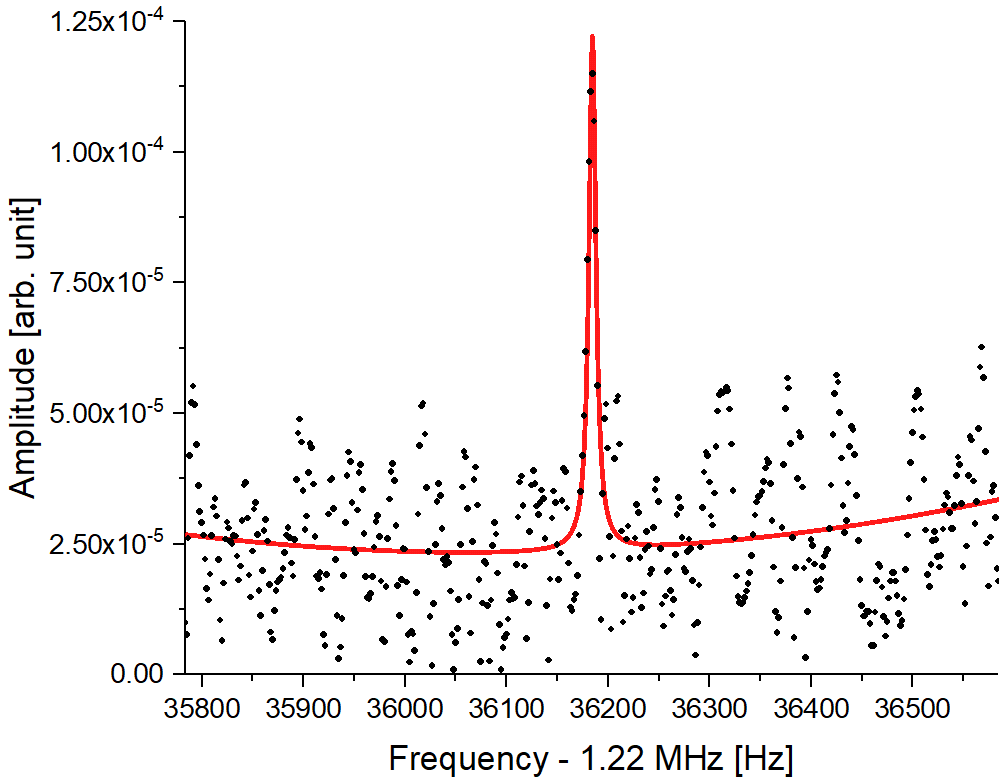 1.25x10⁻⁴
1.00x10⁻⁴
7.50x10⁻⁵
5.00x10⁻⁵
2.50x10⁻⁵
0.00
Amplitude [arb. unit]
35800 35900 36000 36100 36200 36300 36400 36500
Frequency - 1.22 MHz [Hz]